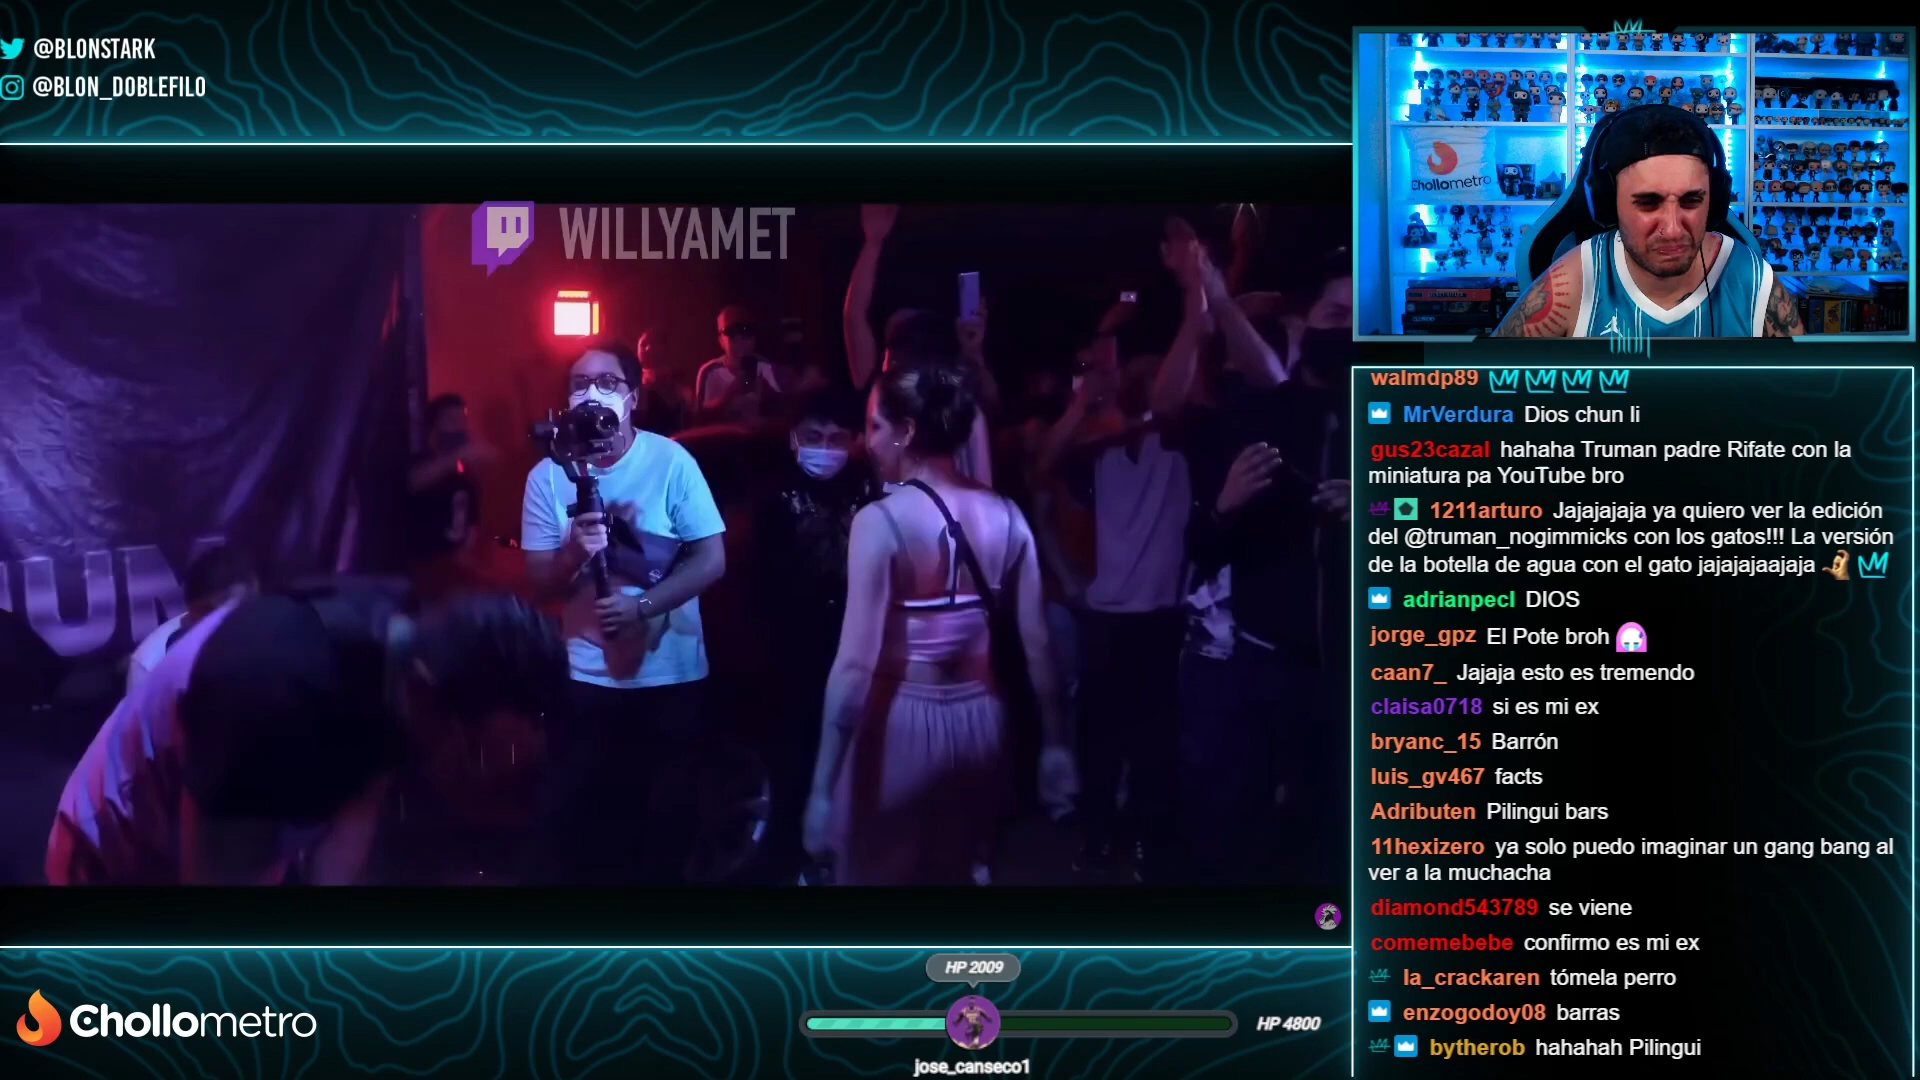 @BLONSTARK
@BLON_DOBLEFILO
WILLYAMET
Chollometro
walmdp89
MrVerdura Dios chun li
gus23cazal hahaha Truman padre Rifate con la
miniatura pa YouTube bro
1211arturo Jajajajaja ya quiero ver la edición
del @truman_nogimmicks con los gatos!!! La versión
de la botella de agua con el gato jajajajaajaja
adrianpecl DIOS
jorge_gpz El Pote broh
caan7_ Jajaja esto es tremendo
claisa0718 si es mi ex
bryanc_15 Barrón
luis_gv467 facts
Adributen Pilingui bars
11hexizero ya solo puedo imaginar un gang bang al
ver a la muchacha
diamond543789 se viene
comemebebe confirmo es mi ex
la_crackaren tómela perro
enzogodoy08 barras
bytherob hahahah Pilingui
HP 2009
Chollometro
HP 4800
jose_canseco1